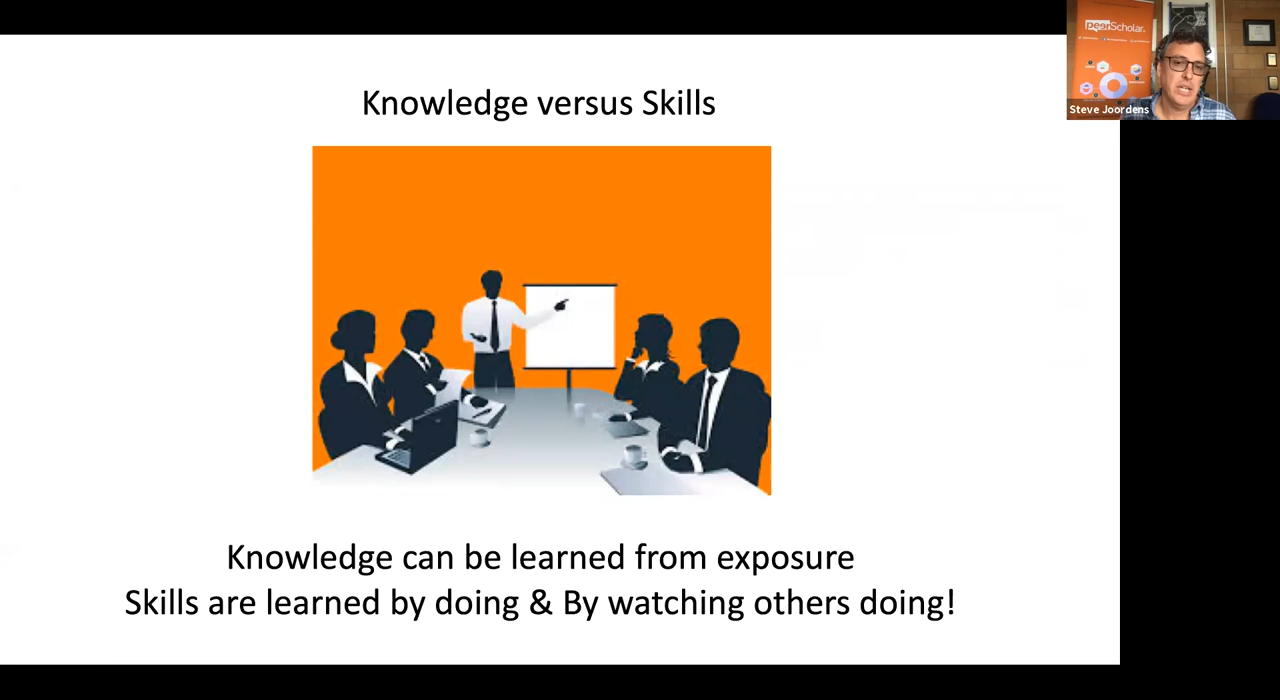 Knowledge versus Skills
peerScholar
Steve Joordens
Knowledge can be learned from exposure
Skills are learned by doing & By watching others doing!